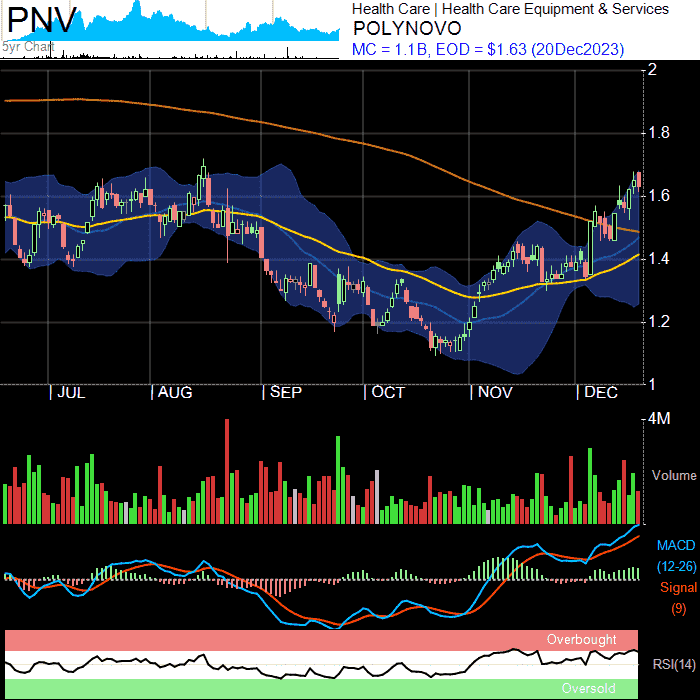 PNV
5yr Chart
Health Care | Health Care Equipment & Services
POLYNOVO
MC = 1.1B, EOD = $1.63 (20Dec2023)
2
1.8
1.6
1.4
1.2
1
| JUL | AUG | SEP | OCT | NOV | DEC
4M
Volume
MACD
(12-26)
Signal
(9)
Overbought
RSI(14)
Oversold